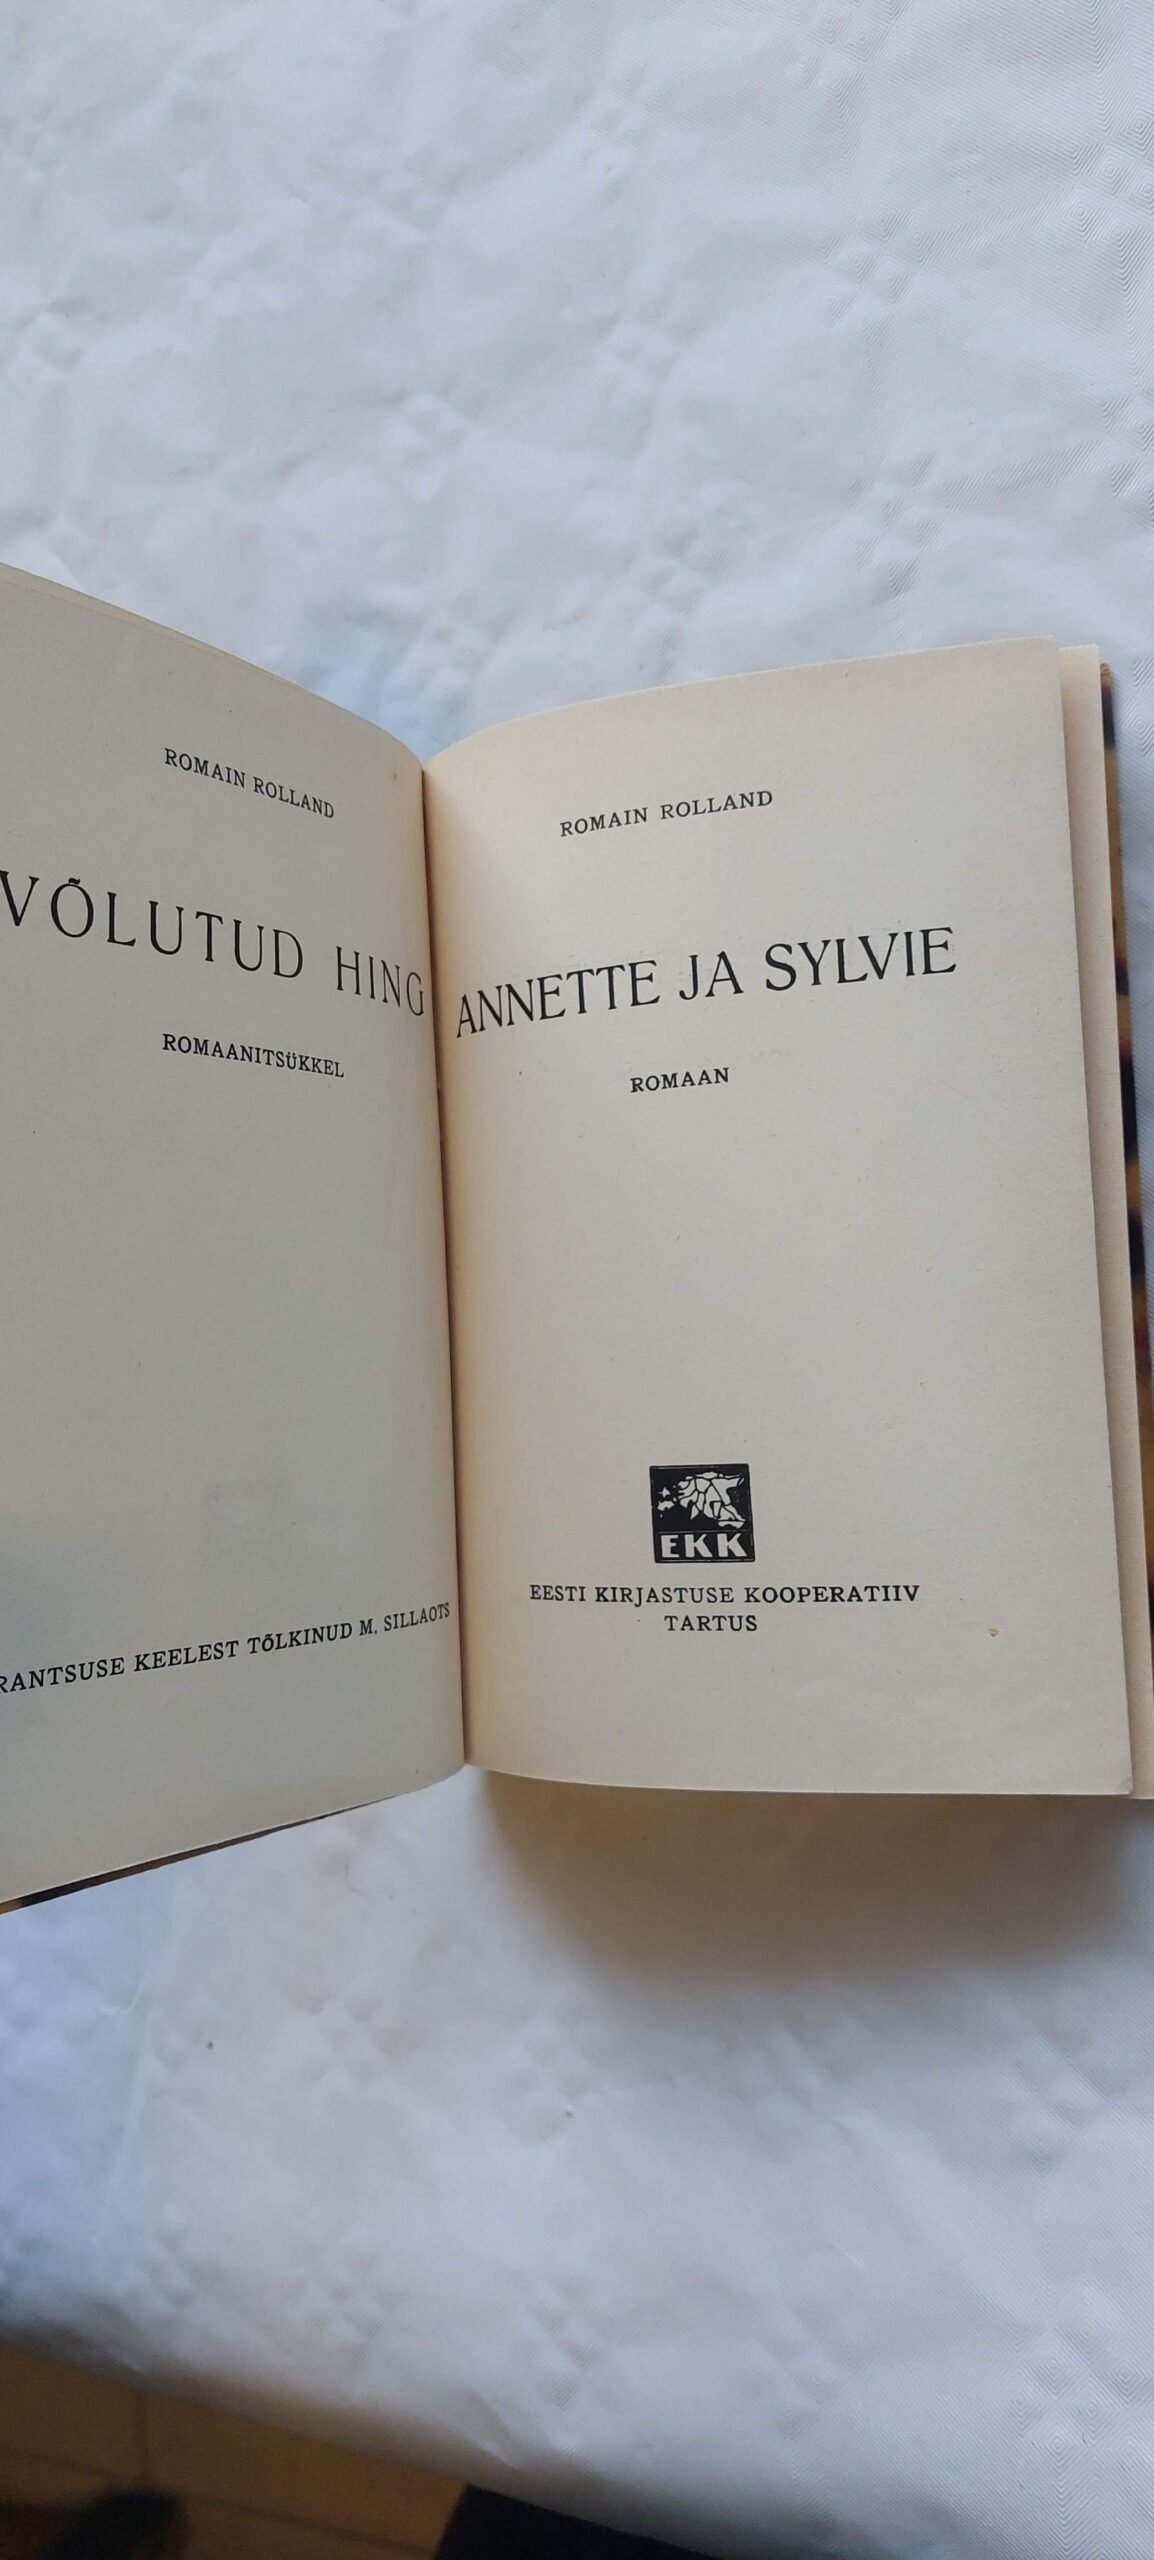 ROMAIN ROLLAND
VÕLUTUD HING
ROMAANITSÜKKEL
RANTSUSE KEELEST TÕLKINUD M. SILLAOTS
ROMAIN ROLLAND
ANNETTE JA SYLVIE
ROMAAN
EKK
EESTI KIRJASTUSE KOOPERATIIV
TARTUS